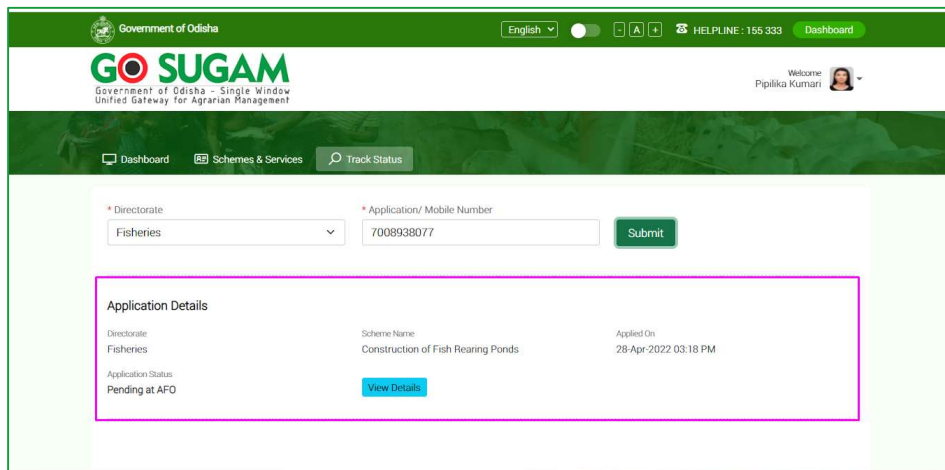 Government of Odisha
English
- A +
HELPLINE : 155 333
Dashboard
GO SUGAM
Government of Odisha - Single Window
Unified Gateway for Agrarian Management
Welcome
Pipilika Kumari
Dashboard
Schemes & Services
Track Status
* Directorate
* Application/ Mobile Number
Fisheries
7008938077
Submit
Application Details
Directorate
Scheme Name
Applied On
Fisheries
Construction of Fish Rearing Ponds
28-Apr-2022 03:18 PM
Application Status
Pending at AFO
View Details